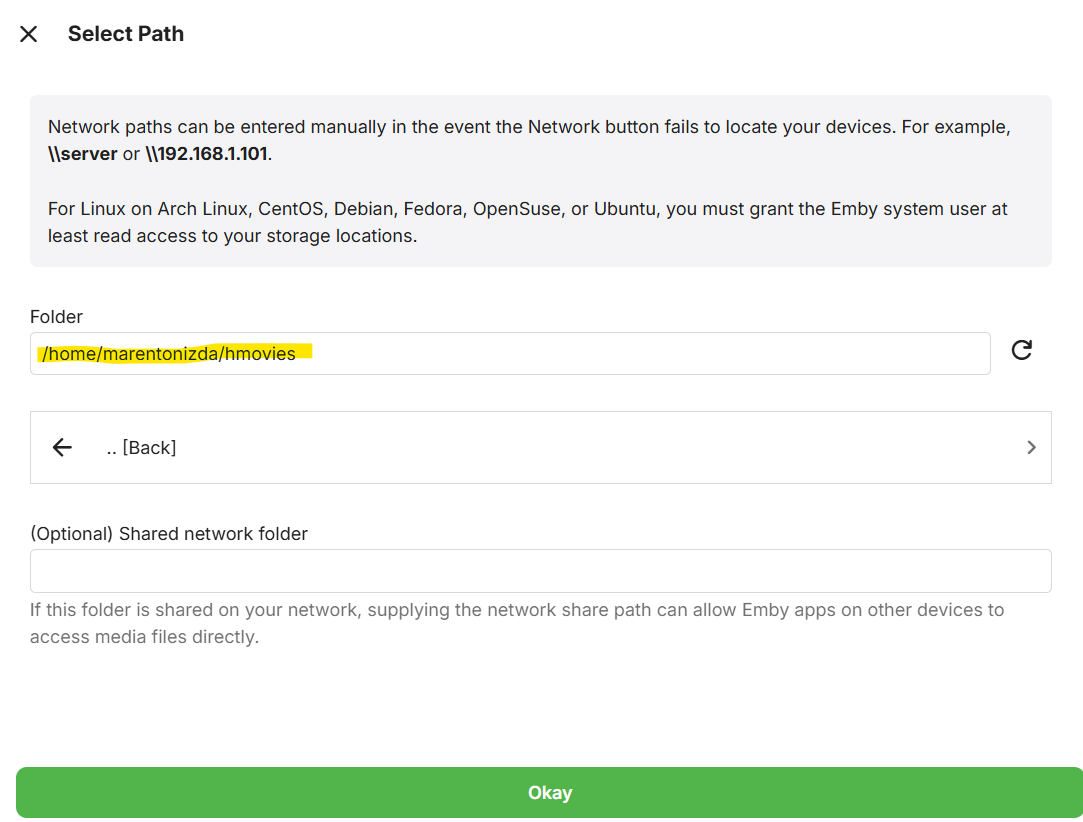 Select Path
Network paths can be entered manually in the event the Network button fails to locate your devices. For example,
\\server or \\192.168.1.101.
For Linux on Arch Linux, CentOS, Debian, Fedora, OpenSuse, or Ubuntu, you must grant the Emby system user at
least read access to your storage locations.
Folder
/home/marentonizda/hmovies
.. [Back]
(Optional) Shared network folder
If this folder is shared on your network, supplying the network share path can allow Emby apps on other devices to
access media files directly.
Okay